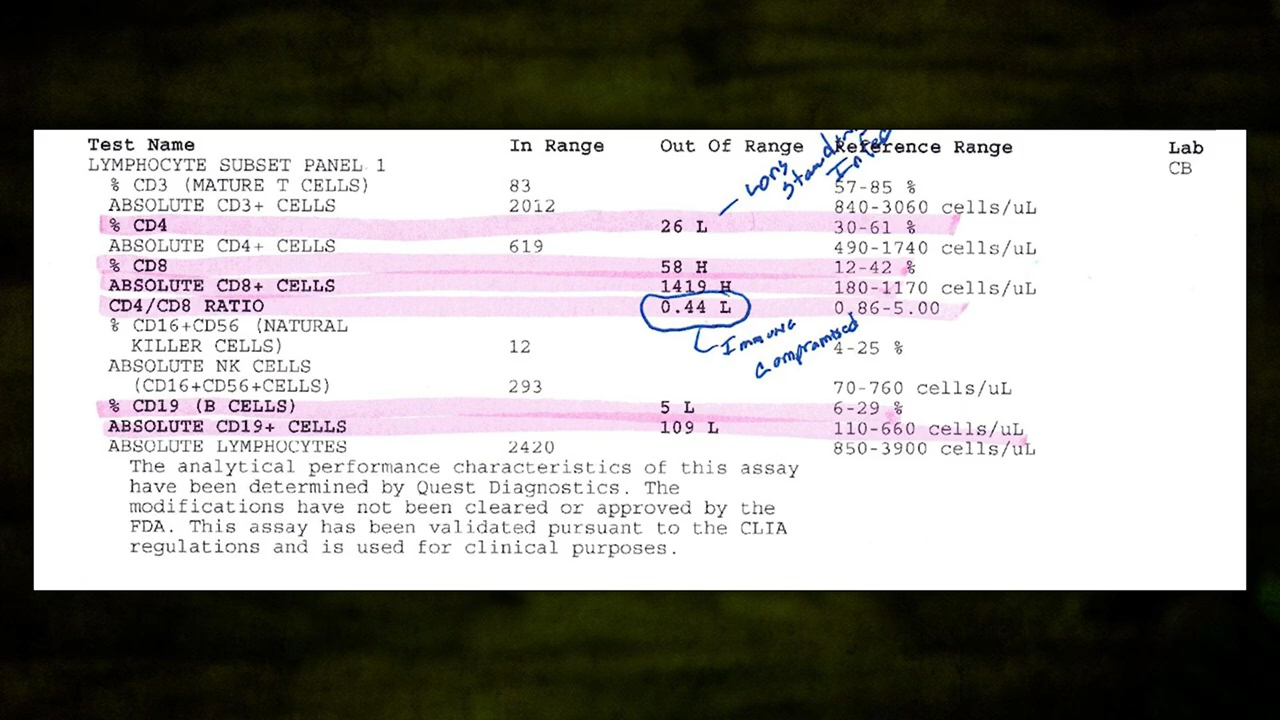 Test Name In Range Out Of Range Reference Range Lab
LYMPHOCYTE SUBSET PANEL 1 CB
% CD3 (MATURE T CELLS) 83 57-85 %
ABSOLUTE CD3+ CELLS 2012 840-3060 cells/uL
% CD4 26 L 30-61 %
ABSOLUTE CD4+ CELLS 619 490-1740 cells/uL
% CD8 58 H 12-42 %
ABSOLUTE CD8+ CELLS 1419 H 180-1170 cells/uL
CD4/CD8 RATIO 0.44 L 0.86-5.00
% CD16+CD56 (NATURAL
KILLER CELLS) 12 4-25 %
ABSOLUTE NK CELLS
(CD16+CD56+CELLS) 293 70-760 cells/uL
% CD19 (B CELLS) 5 L 6-29 %
ABSOLUTE CD19+ CELLS 109 L 110-660 cells/uL
ABSOLUTE LYMPHOCYTES 2420 850-3900 cells/uL
The analytical performance characteristics of this assay
have been determined by Quest Diagnostics. The
modifications have not been cleared or approved by the
FDA. This assay has been validated pursuant to the CLIA
regulations and is used for clinical purposes.
Long
Immune
compromised